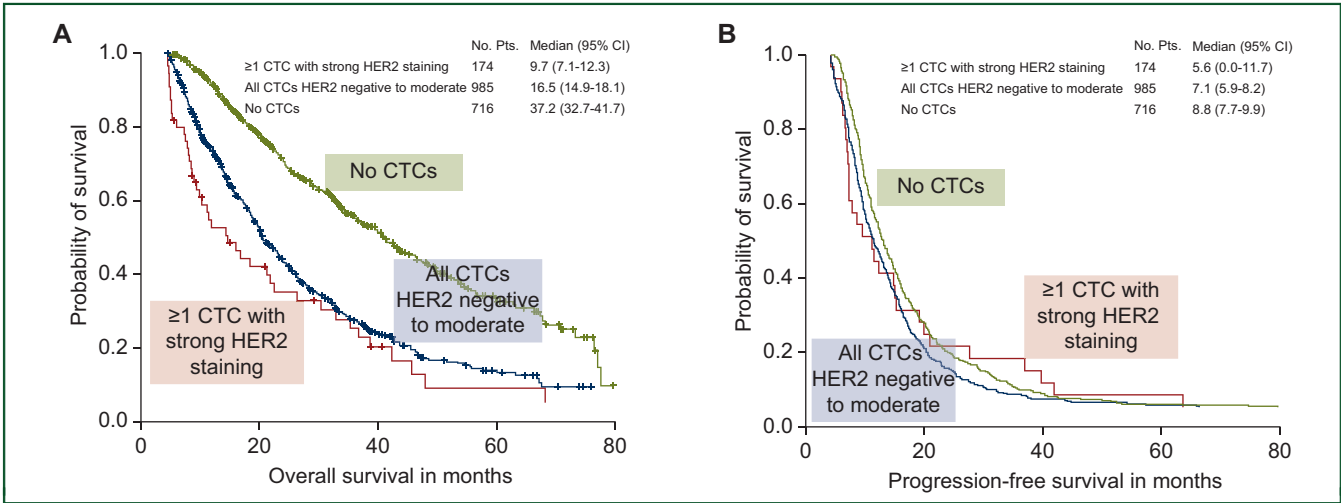 A
No. Pts. Median (95% CI)
≥1 CTC with strong HER2 staining 174 9.7 (7.1-12.3)
All CTCs HER2 negative to moderate 985 16.5 (14.9-18.1)
No CTCs 716 37.2 (32.7-41.7)
Probability of survival
1.0
0.8
0.6
0.4
0.2
0.0
No CTCs
All CTCs
HER2 negative
to moderate
≥1 CTC with
strong HER2
staining
0 20 40 60 80
Overall survival in months
B
No. Pts. Median (95% CI)
≥1 CTC with strong HER2 staining 174 5.6 (0.0-11.7)
All CTCs HER2 negative to moderate 985 7.1 (5.9-8.2)
No CTCs 716 8.8 (7.7-9.9)
Probability of survival
1.0
0.8
0.6
0.4
0.2
0.0
No CTCs
≥1 CTC with
strong HER2
staining
All CTCs
HER2 negative
to moderate
0 20 40 60 80
Progression-free survival in months